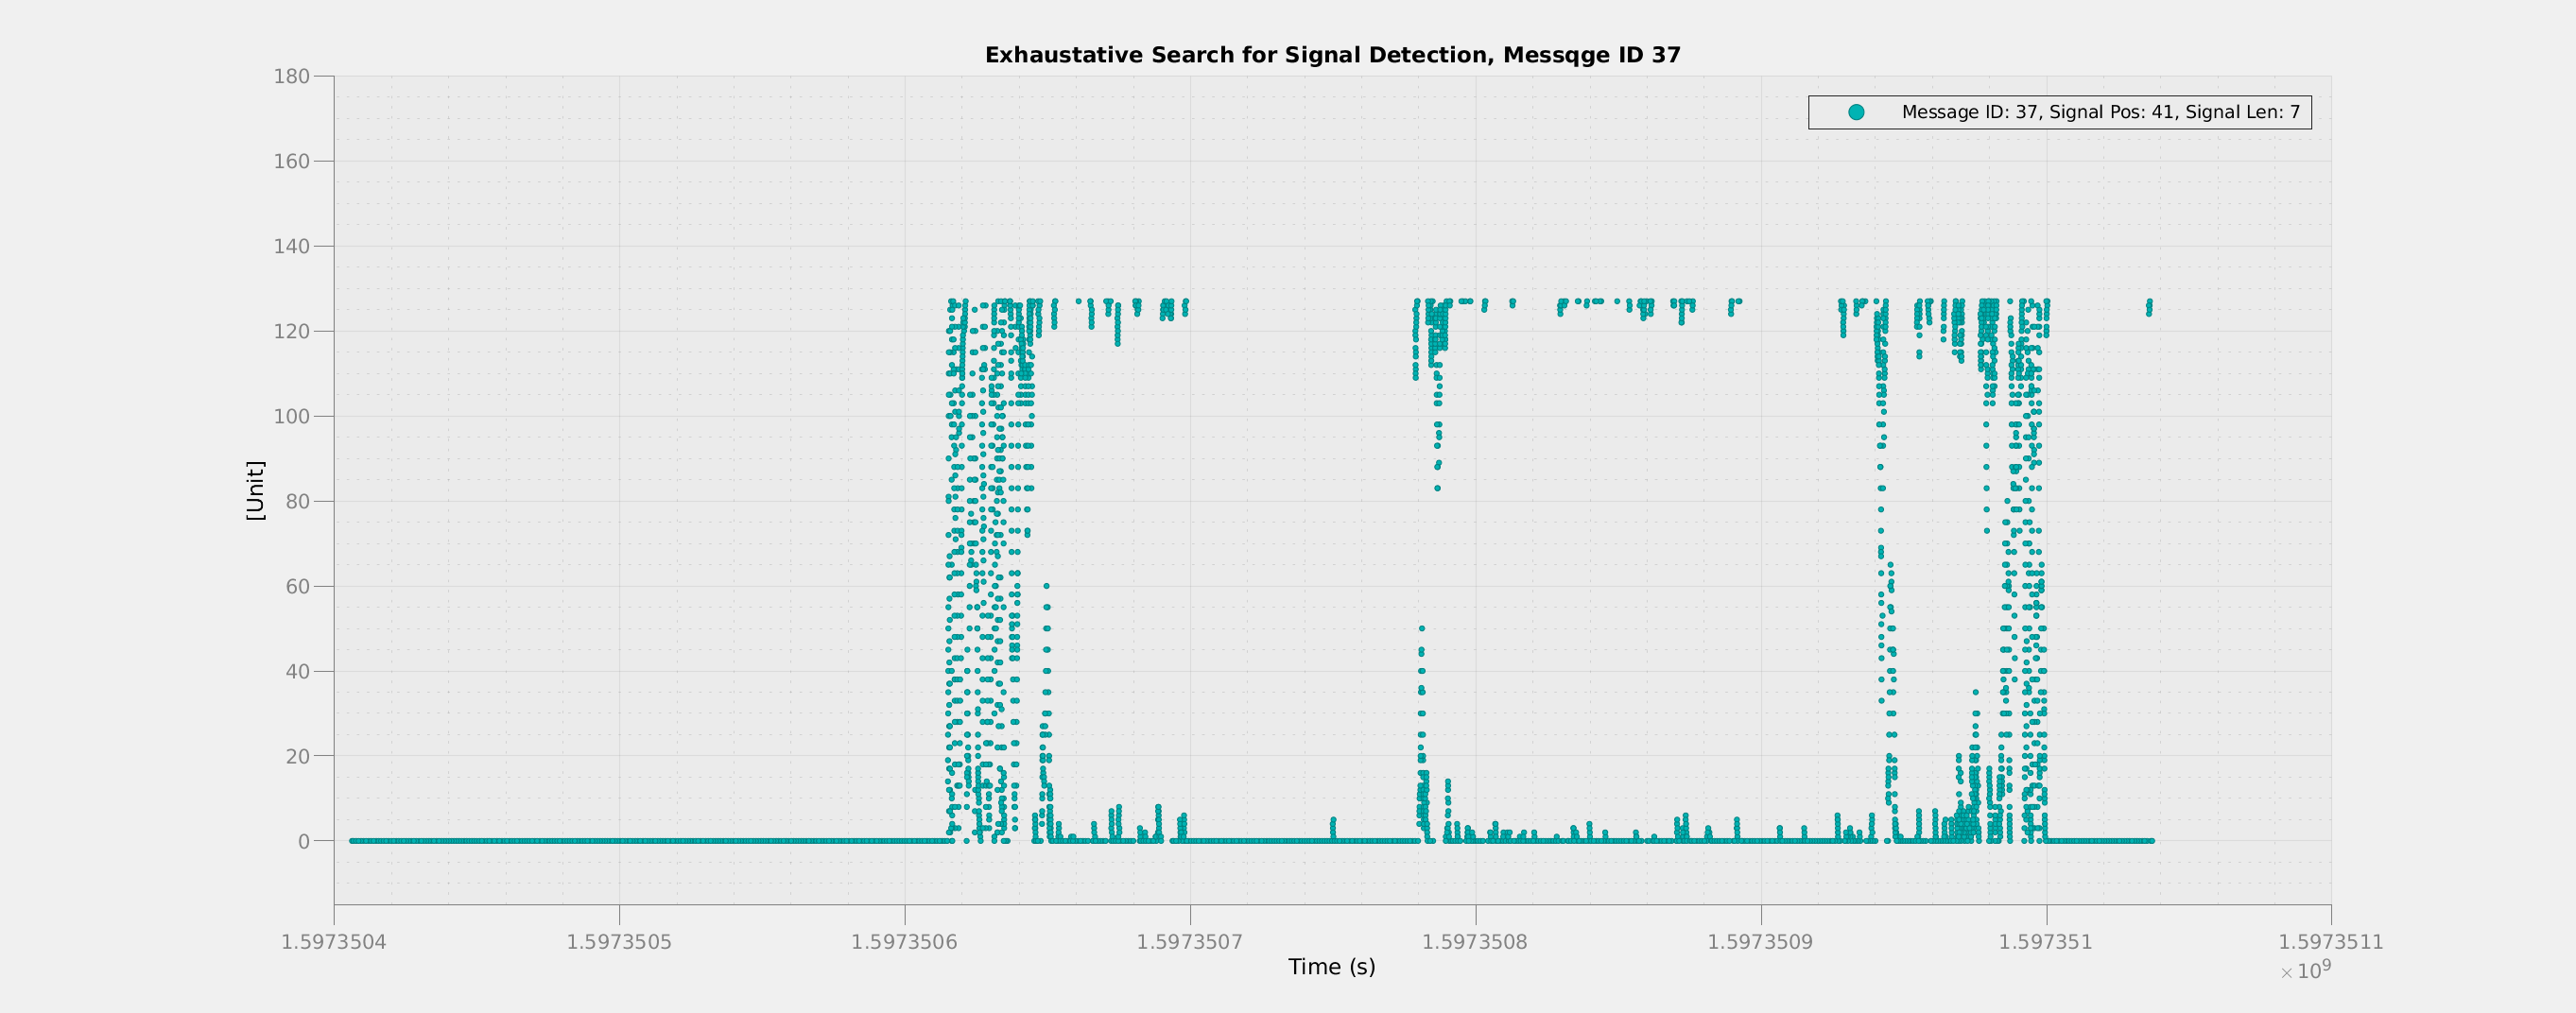 Exhaustative Search for Signal Detection, Messqge ID 37
Message ID: 37, Signal Pos: 41, Signal Len: 7
180
160
140
120
100
80
60
40
20
0
[Unit]
1.5973504 1.5973505 1.5973506 1.5973507 1.5973508 1.5973509 1.597351 1.5973511
Time (s)
× 10⁹